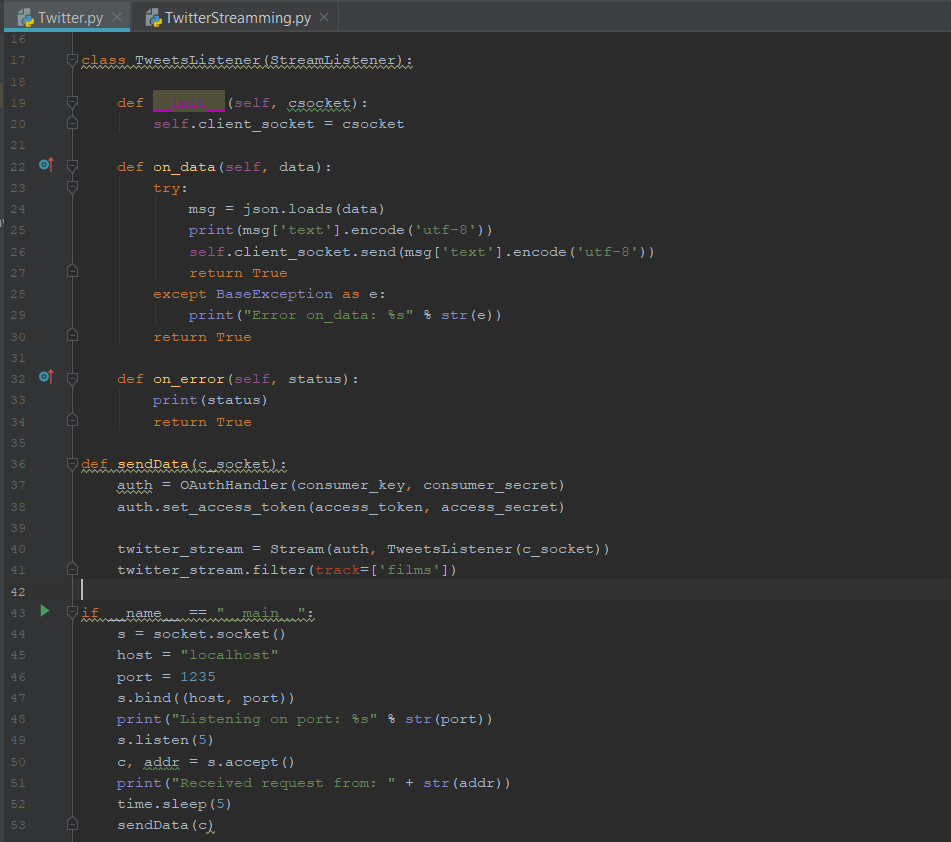 Twitter.py TwitterStreamming.py
16
17 class TweetsListener(StreamListener):
18
19 def __init__(self, csocket):
20 self.client_socket = csocket
21
22 def on_data(self, data):
23 try:
24 msg = json.loads(data)
25 print(msg['text'].encode('utf-8'))
26 self.client_socket.send(msg['text'].encode('utf-8'))
27 return True
28 except BaseException as e:
29 print("Error on_data: %s" % str(e))
30 return True
31
32 def on_error(self, status):
33 print(status)
34 return True
35
36 def sendData(c_socket):
37 auth = OAuthHandler(consumer_key, consumer_secret)
38 auth.set_access_token(access_token, access_secret)
39
40 twitter_stream = Stream(auth, TweetsListener(c_socket))
41 twitter_stream.filter(track=['films'])
42
43 if __name__ == "__main__":
44 s = socket.socket()
45 host = "localhost"
46 port = 1235
47 s.bind((host, port))
48 print("Listening on port: %s" % str(port))
49 s.listen(5)
50 c, addr = s.accept()
51 print("Received request from: " + str(addr))
52 time.sleep(5)
53 sendData(c)